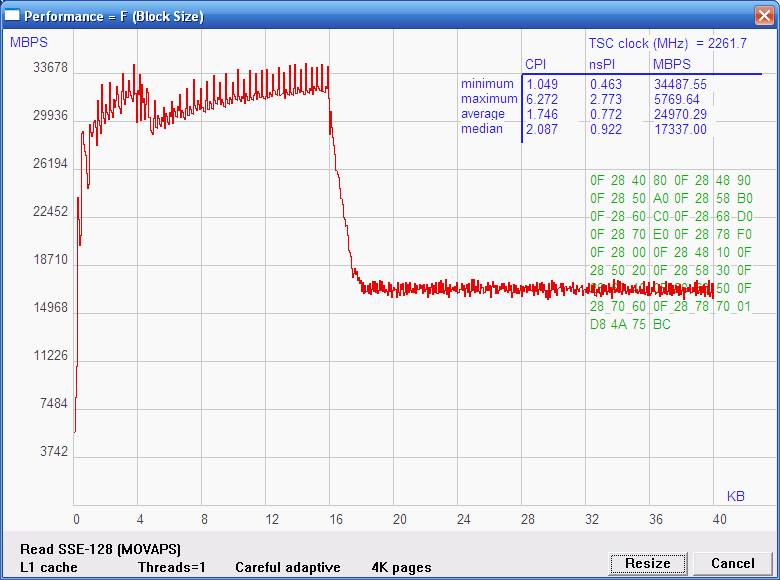 Performance = F (Block Size)
MBPS
TSC clock (MHz) = 2261.7
CPI nsPI MBPS
minimum 1.049 0.463 34487.55
maximum 6.272 2.773 5769.64
average 1.746 0.772 24970.29
median 2.087 0.922 17337.00
33678
29936
26194
22452
18710
14968
11226
7484
3742
0F 28 40 80 0F 28 48 90
0F 28 50 A0 0F 28 58 B0
0F 28 60 C0 0F 28 68 D0
0F 28 70 E0 0F 28 78 F0
0F 28 00 0F 28 48 10 0F
28 50 20 0F 28 58 30 0F
50 0F
28 70 60 0F 28 78 70 01
D8 4A 75 BC
KB
0 4 8 12 16 20 24 28 32 36 40
Read SSE-128 (MOVAPS)
L1 cache Threads=1 Careful adaptive 4K pages
Resize Cancel